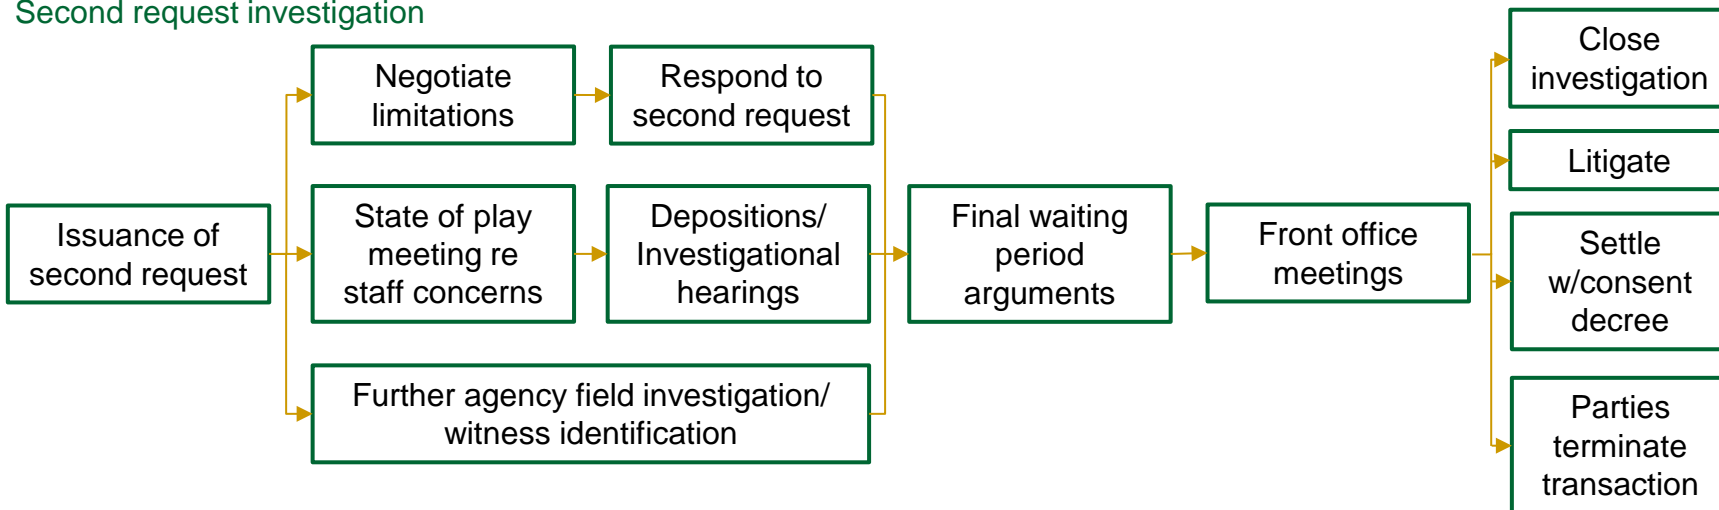 Second request investigation
Issuance of
second request
Negotiate
limitations
Respond to
second request
State of play
meeting re
staff concerns
Depositions/
Investigational
hearings
Further agency field investigation/
witness identification
Final waiting
period
arguments
Front office
meetings
Close
investigation
Litigate
Settle
w/consent
decree
Parties
terminate
transaction